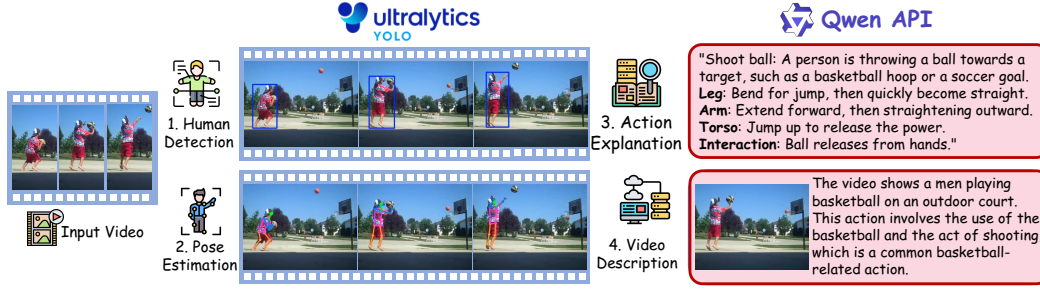 ultralytics
YOLO
Qwen API
Input Video
1. Human
Detection
2. Pose
Estimation
3. Action
Explanation
4. Video
Description
"Shoot ball: A person is throwing a ball towards a
target, such as a basketball hoop or a soccer goal.
Leg: Bend for jump, then quickly become straight.
Arm: Extend forward, then straightening outward.
Torso: Jump up to release the power.
Interaction: Ball releases from hands."
The video shows a men playing
basketball on an outdoor court.
This action involves the use of the
basketball and the act of shooting
which is a common basketball-
related action.